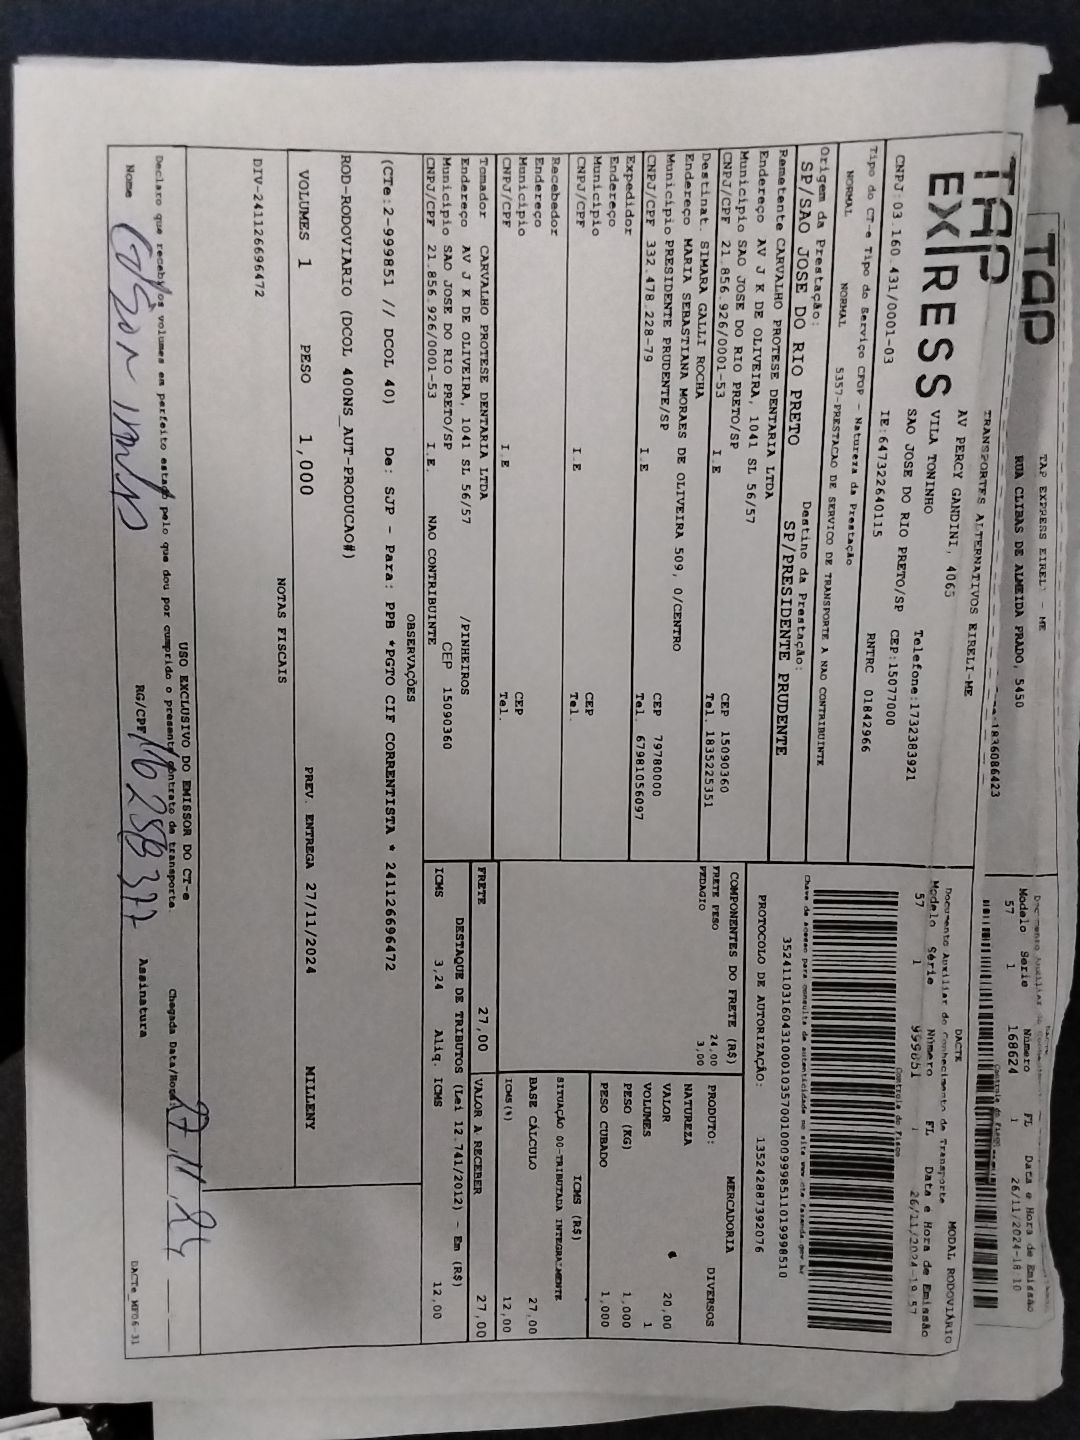 TAP
TAP EXPRESS EIRELI - ME
RUA CLIBAS DE ALMEIDA PRADO, 5450
1836086423
Modelo Serie Número FL Data e Hora de Emissão
57 1 168624 1 26/11/2024-18:10
Controle do Fisco
TAP
EXPRESS
TRANSPORTES ALTERNATIVOS EIRELI-ME
AV PERCY GANDINI, 4065
VILA TONINHO
SAO JOSE DO RIO PRETO/SP CEP:15077000
Telefone:1732383921
CNPJ:03.160.431/0001-03 IE:647322640115 RNTRC 01842966
DACTE MODAL RODOVIÁRIO
Documento Auxiliar do Conhecimento de Transporte
Modelo Série Número FL Data e Hora de Emissão
57 1 999851 1 26/11/2024-19:57
Controle do Fisco
Tipo do CT-e Tipo do Serviço CFOP - Natureza da Prestação
NORMAL NORMAL 5357-PRESTACAO DE SERVICO DE TRANSPORTE A NAO CONTRIBUINTE
Chave de acesso para consulta de autenticidade no site www.cte.fazenda.gov.br
35241103160431000103570010009998511019998510
PROTOCOLO DE AUTORIZAÇÃO: 135242887392076
Origem da Prestação: Destino da Prestação:
SP/SAO JOSE DO RIO PRETO SP/PRESIDENTE PRUDENTE
Remetente CARVALHO PROTESE DENTARIA LTDA
Endereço AV J K DE OLIVEIRA, 1041 SL 56/57
Município SAO JOSE DO RIO PRETO/SP CEP 15090360
CNPJ/CPF 21.856.926/0001-53 I.E Tel. 1835225351
Destinat. SIMARA GALLI ROCHA
Endereço MARIA SEBASTIANA MORAES DE OLIVEIRA 509, 0/CENTRO
Município PRESIDENTE PRUDENTE/SP CEP 79780000
CNPJ/CPF 332.478.228-79 I.E Tel 67981056097
Expedidor
Endereço
Município CEP
CNPJ/CPF I.E Tel.
Recebedor
Endereço
Município CEP
CNPJ/CPF I.E Tel.
Tomador CARVALHO PROTESE DENTARIA LTDA
Endereço AV J K DE OLIVEIRA, 1041 SL 56/57 /PINHEIROS
Município SAO JOSE DO RIO PRETO/SP CEP 15090360
CNPJ/CPF 21.856.926/0001-53 I.E. NAO CONTRIBUINTE
COMPONENTES DO FRETE (R$)
FRETE PESO 24,00
PEDAGIO 3,00
PRODUTO: MERCADORIA
NATUREZA DIVERSOS
VALOR 20,00
VOLUMES 1
PESO (KG) 1,000
PESO CUBADO 1,000
ICMS (R$)
SITUAÇÃO 00-TRIBUTADA INTEGRALMENTE
BASE CÁLCULO 27,00
ICMS (%) 12,00
FRETE 27,00 VALOR A RECEBER 27,00
DESTAQUE DE TRIBUTOS (Lei 12.741/2012) - Em (R$)
ICMS 3,24 Aliq. ICMS 12,00
OBSERVAÇÕES
(CTe:2-999851 // DCOL 40) De: SJP - Para: PPB *PGTO CIF CORRENTISTA * 241126696472
ROD-RODOVIARIO (DCOL 400NS_AUT-PRODUCAO#)
VOLUMES 1 PESO 1,000 PREV. ENTREGA 27/11/2024 MILLENY
NOTAS FISCAIS
DIV-241126696472
USO EXCLUSIVO DO EMISSOR DO CT-e
Declaro que recebi os volumes em perfeito estado pelo que dou por cumprido o presente contrato de transporte. Chegada Data/Hora: 27.11.24
Nome RG/CPF Assinatura
DACTe_MF06-31